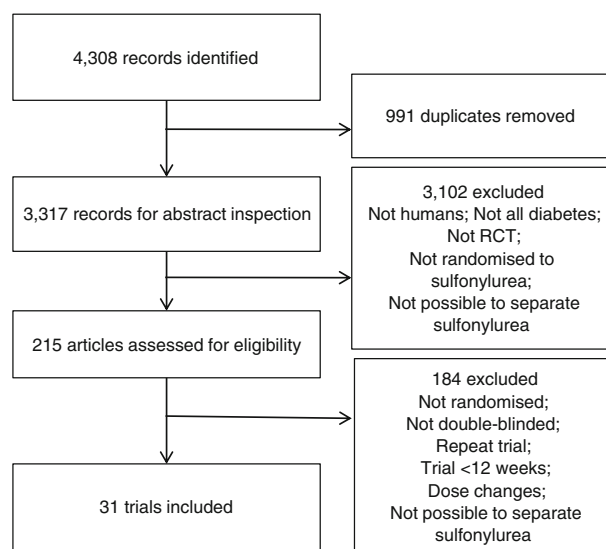 4,308 records identified
991 duplicates removed
3,317 records for abstract inspection
3,102 excluded
Not humans; Not all diabetes;
Not RCT;
Not randomised to
sulfonylurea;
Not possible to separate
sulfonylurea
215 articles assessed for eligibility
184 excluded
Not randomised;
Not double-blinded;
Repeat trial;
Trial <12 weeks;
Dose changes;
Not possible to separate
sulfonylurea
31 trials included